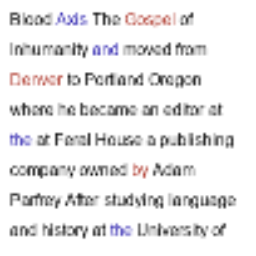 Blood Axis The Gospel of
Inhumanity and moved from
Denver to Portland Oregon
where he became an editor at
the at Feral House a publishing
company owned by Adam
Parfrey After studying language
and history at the University of